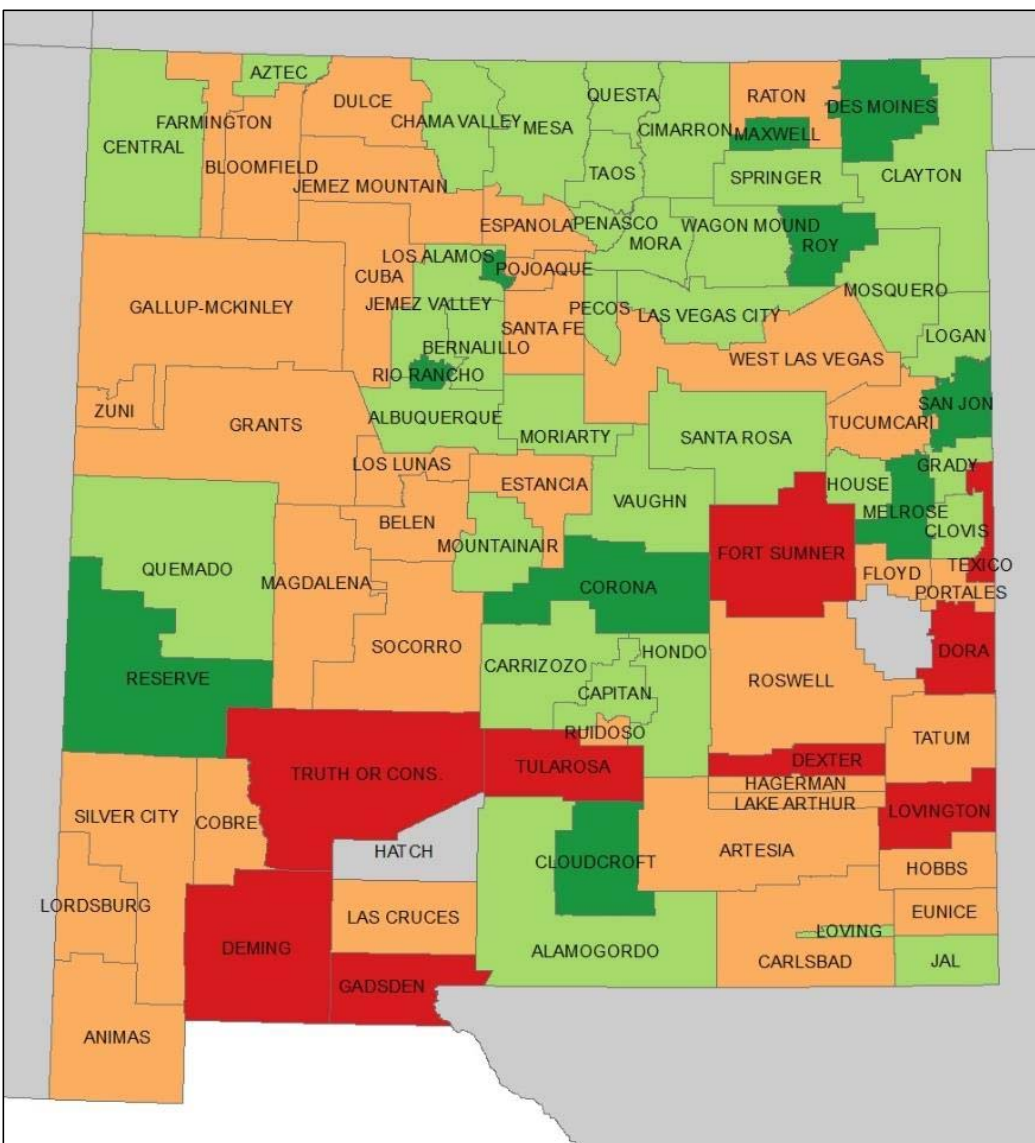 AZTEC
DULCE
QUESTA
RATON
DES MOINES
FARMINGTON
CHAMA VALLEY
MESA
CIMARRON
MAXWELL
CENTRAL
BLOOMFIELD
TAOS
SPRINGER
CLAYTON
JEMEZ MOUNTAIN
ESPANOLA
PENASCO
WAGON MOUND
MORA
ROY
LOS ALAMOS
POJOAQUE
CUBA
MOSQUERO
GALLUP-MCKINLEY
JEMEZ VALLEY
PECOS
LAS VEGAS CITY
SANTA FE
LOGAN
BERNALILLO
WEST LAS VEGAS
RIO RANCHO
ZUNI
GRANTS
ALBUQUERQUE
SAN JON
TUCUMCARI
MORIARTY
SANTA ROSA
LOS LUNAS
GRADY
ESTANCIA
HOUSE
VAUGHN
MELROSE
BELEN
CLOVIS
MOUNTAINAIR
FORT SUMNER
QUEMADO
MAGDALENA
CORONA
FLOYD
TEXICO
PORTALES
SOCORRO
HONDO
DORA
CARRIZOZO
RESERVE
ROSWELL
CAPITAN
RUIDOSO
TATUM
TRUTH OR CONS.
TULAROSA
DEXTER
HAGERMAN
LAKE ARTHUR
LOVINGTON
SILVER CITY
COBRE
HATCH
CLOUDCROFT
ARTESIA
HOBBS
LORDSBURG
LAS CRUCES
EUNICE
LOVING
DEMING
ALAMOGORDO
CARLSBAD
JAL
GADSDEN
ANIMAS